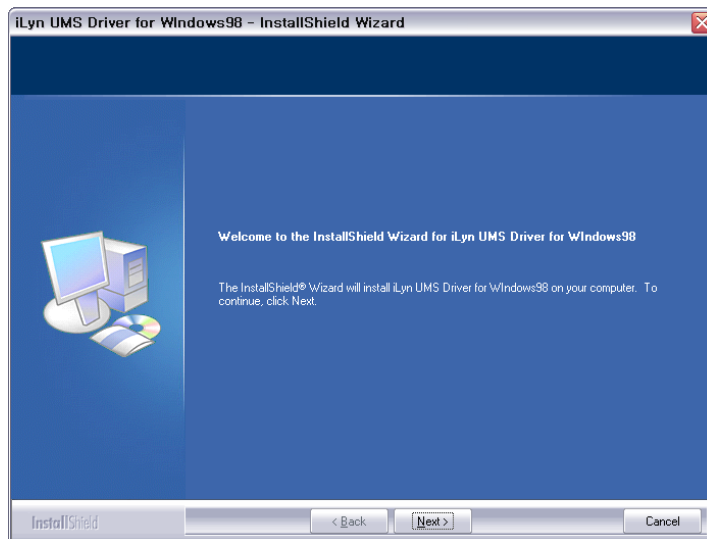 iLyn UMS Driver for WIndows98 - InstallShield Wizard
Welcome to the InstallShield Wizard for iLyn UMS Driver for WIndows98
The InstallShield® Wizard will install iLyn UMS Driver for WIndows98 on your computer. To
continue, click Next.
InstallShield
< Back
Next >
Cancel